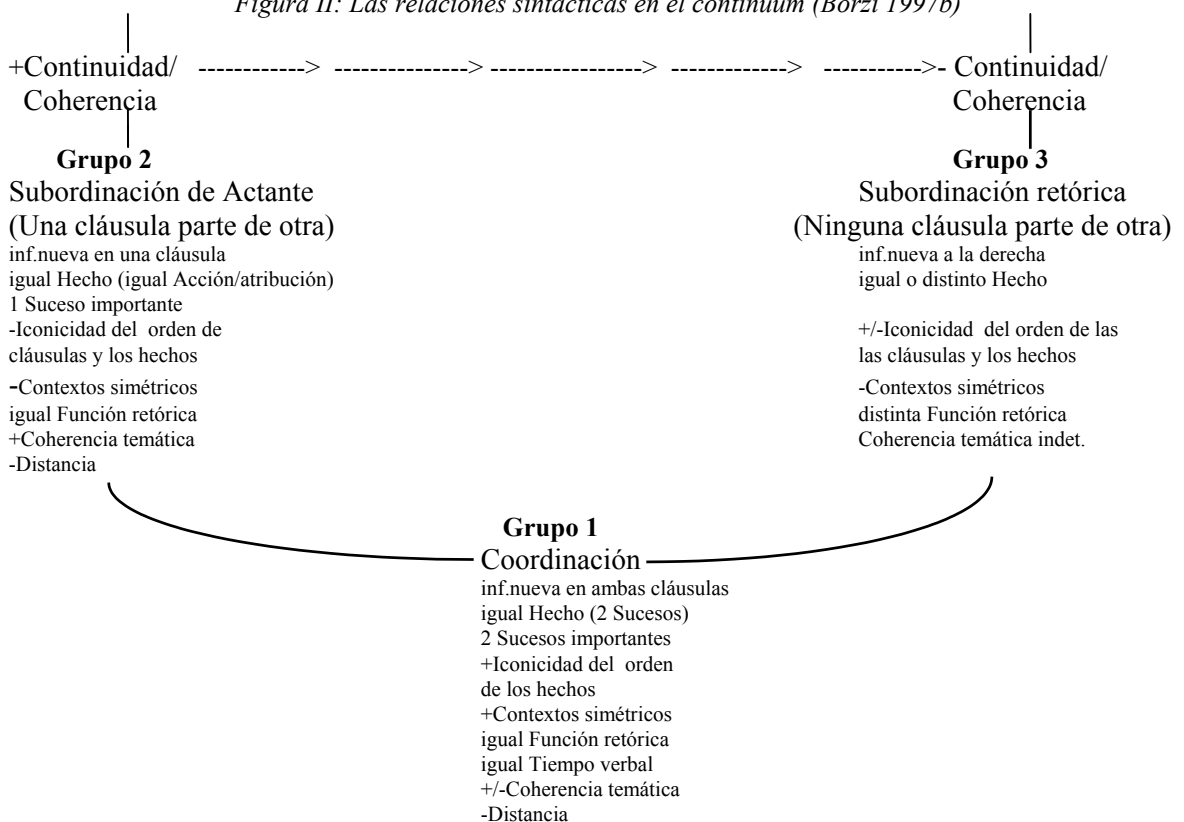 Figura II: Las relaciones sintácticas en el continuum (Borzi 1997b)
+Continuidad/ ------------> ---------------> -----------------> -------------> ----------->- Continuidad/
Coherencia Coherencia
Grupo 2 Grupo 3
Subordinación de Actante Subordinación retórica
(Una cláusula parte de otra) (Ninguna cláusula parte de otra)
inf.nueva en una cláusula inf.nueva a la derecha
igual Hecho (igual Acción/atribución) igual o distinto Hecho
1 Suceso importante
-Iconicidad del orden de +/-Iconicidad del orden de las
cláusulas y los hechos las cláusulas y los hechos
-Contextos simétricos -Contextos simétricos
igual Función retórica distinta Función retórica
+Coherencia temática Coherencia temática indet.
-Distancia
Grupo 1
Coordinación
inf.nueva en ambas cláusulas
igual Hecho (2 Sucesos)
2 Sucesos importantes
+Iconicidad del orden
de los hechos
+Contextos simétricos
igual Función retórica
igual Tiempo verbal
+/-Coherencia temática
-Distancia